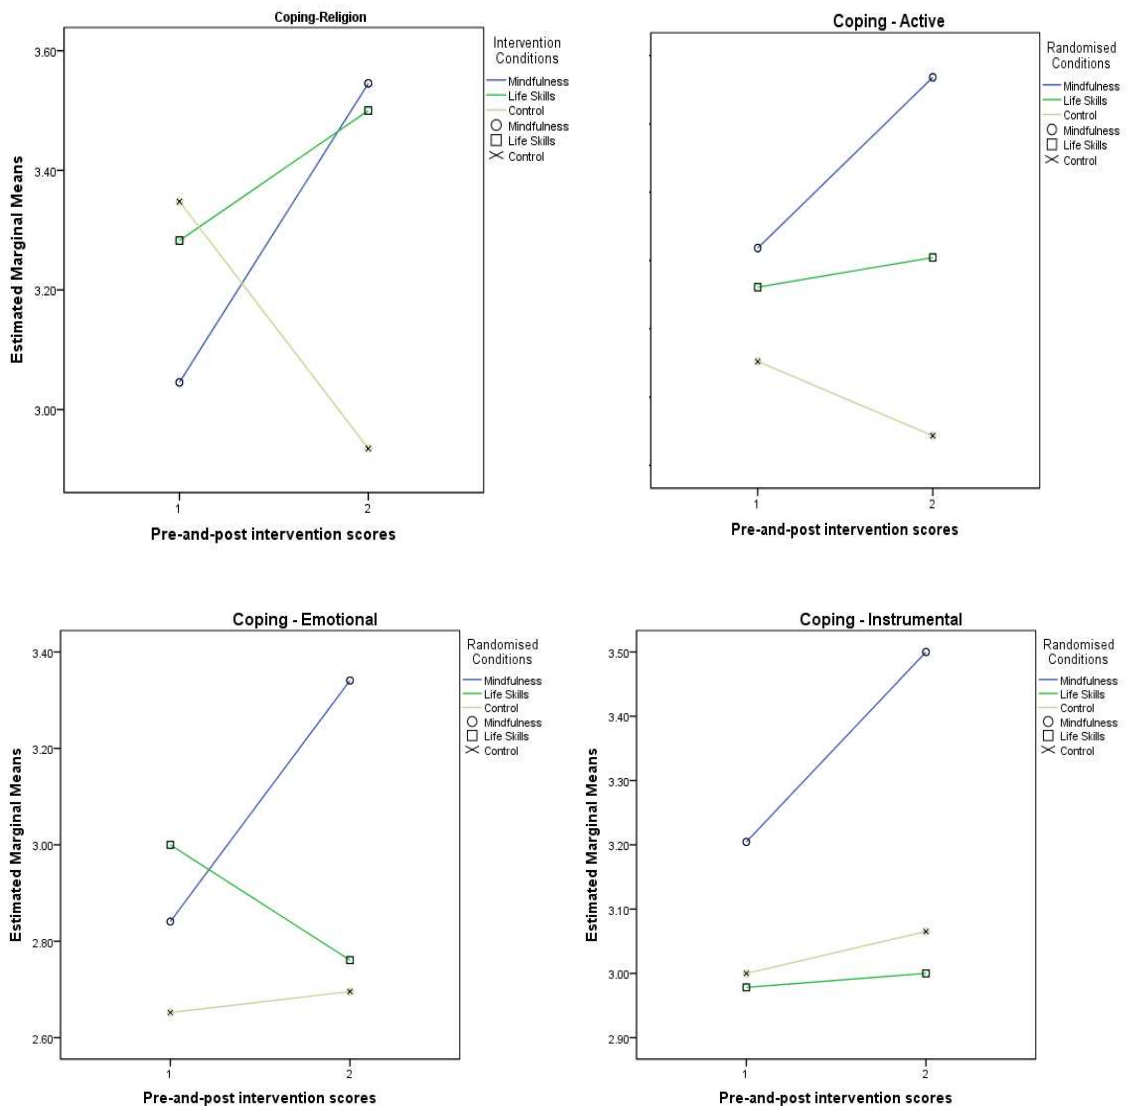 Coping-Religion
Estimated Marginal Means
3.60
3.40
3.20
3.00
1
2
Pre-and-post intervention scores
Intervention
Conditions
Mindfulness
Life Skills
Control
Mindfulness
Life Skills
Control
Coping - Active
1
2
Pre-and-post intervention scores
Randomised
Conditions
Mindfulness
Life Skills
Control
Mindfulness
Life Skills
Control
Coping - Emotional
Estimated Marginal Means
3.40
3.20
3.00
2.80
2.60
1
2
Pre-and-post intervention scores
Randomised
Conditions
Mindfulness
Life Skills
Control
Mindfulness
Life Skills
Control
Coping - Instrumental
Estimated Marginal Means
3.50
3.40
3.30
3.20
3.10
3.00
2.90
1
2
Pre-and-post intervention scores
Randomised
Conditions
Mindfulness
Life Skills
Control
Mindfulness
Life Skills
Control